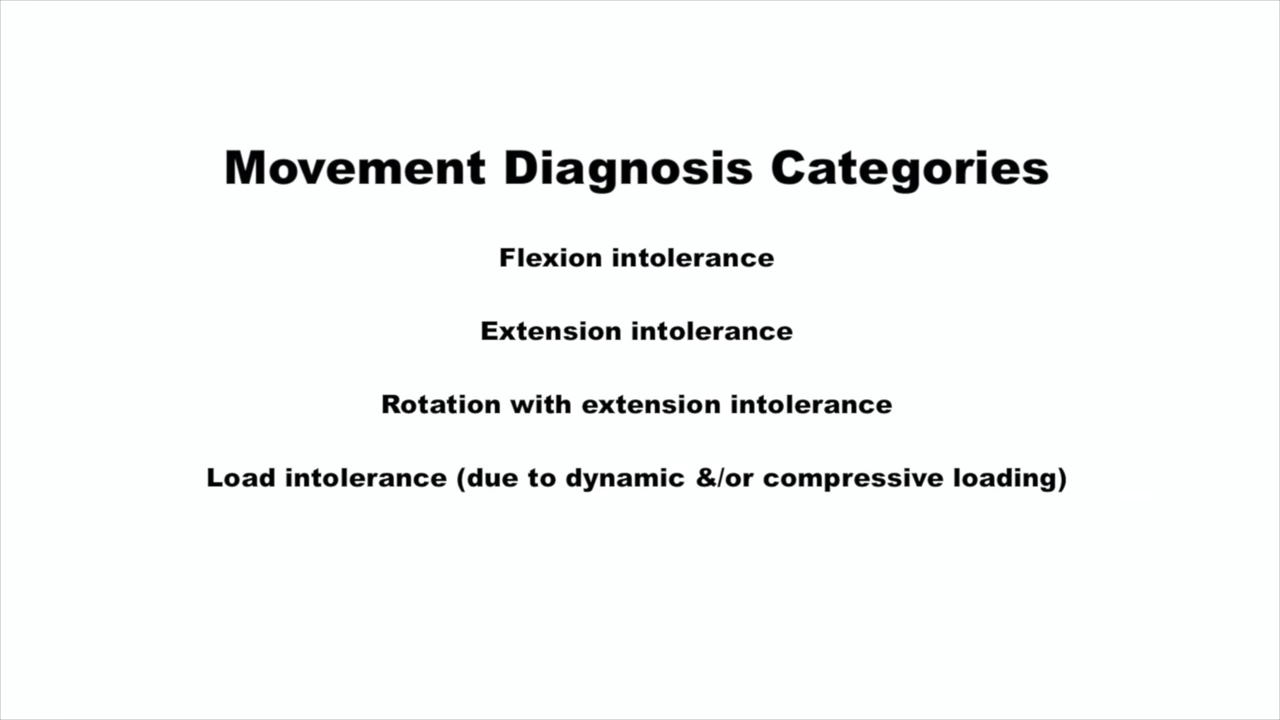 Movement Diagnosis Categories
Flexion intolerance
Extension intolerance
Rotation with extension intolerance
Load intolerance (due to dynamic &/or compressive loading)